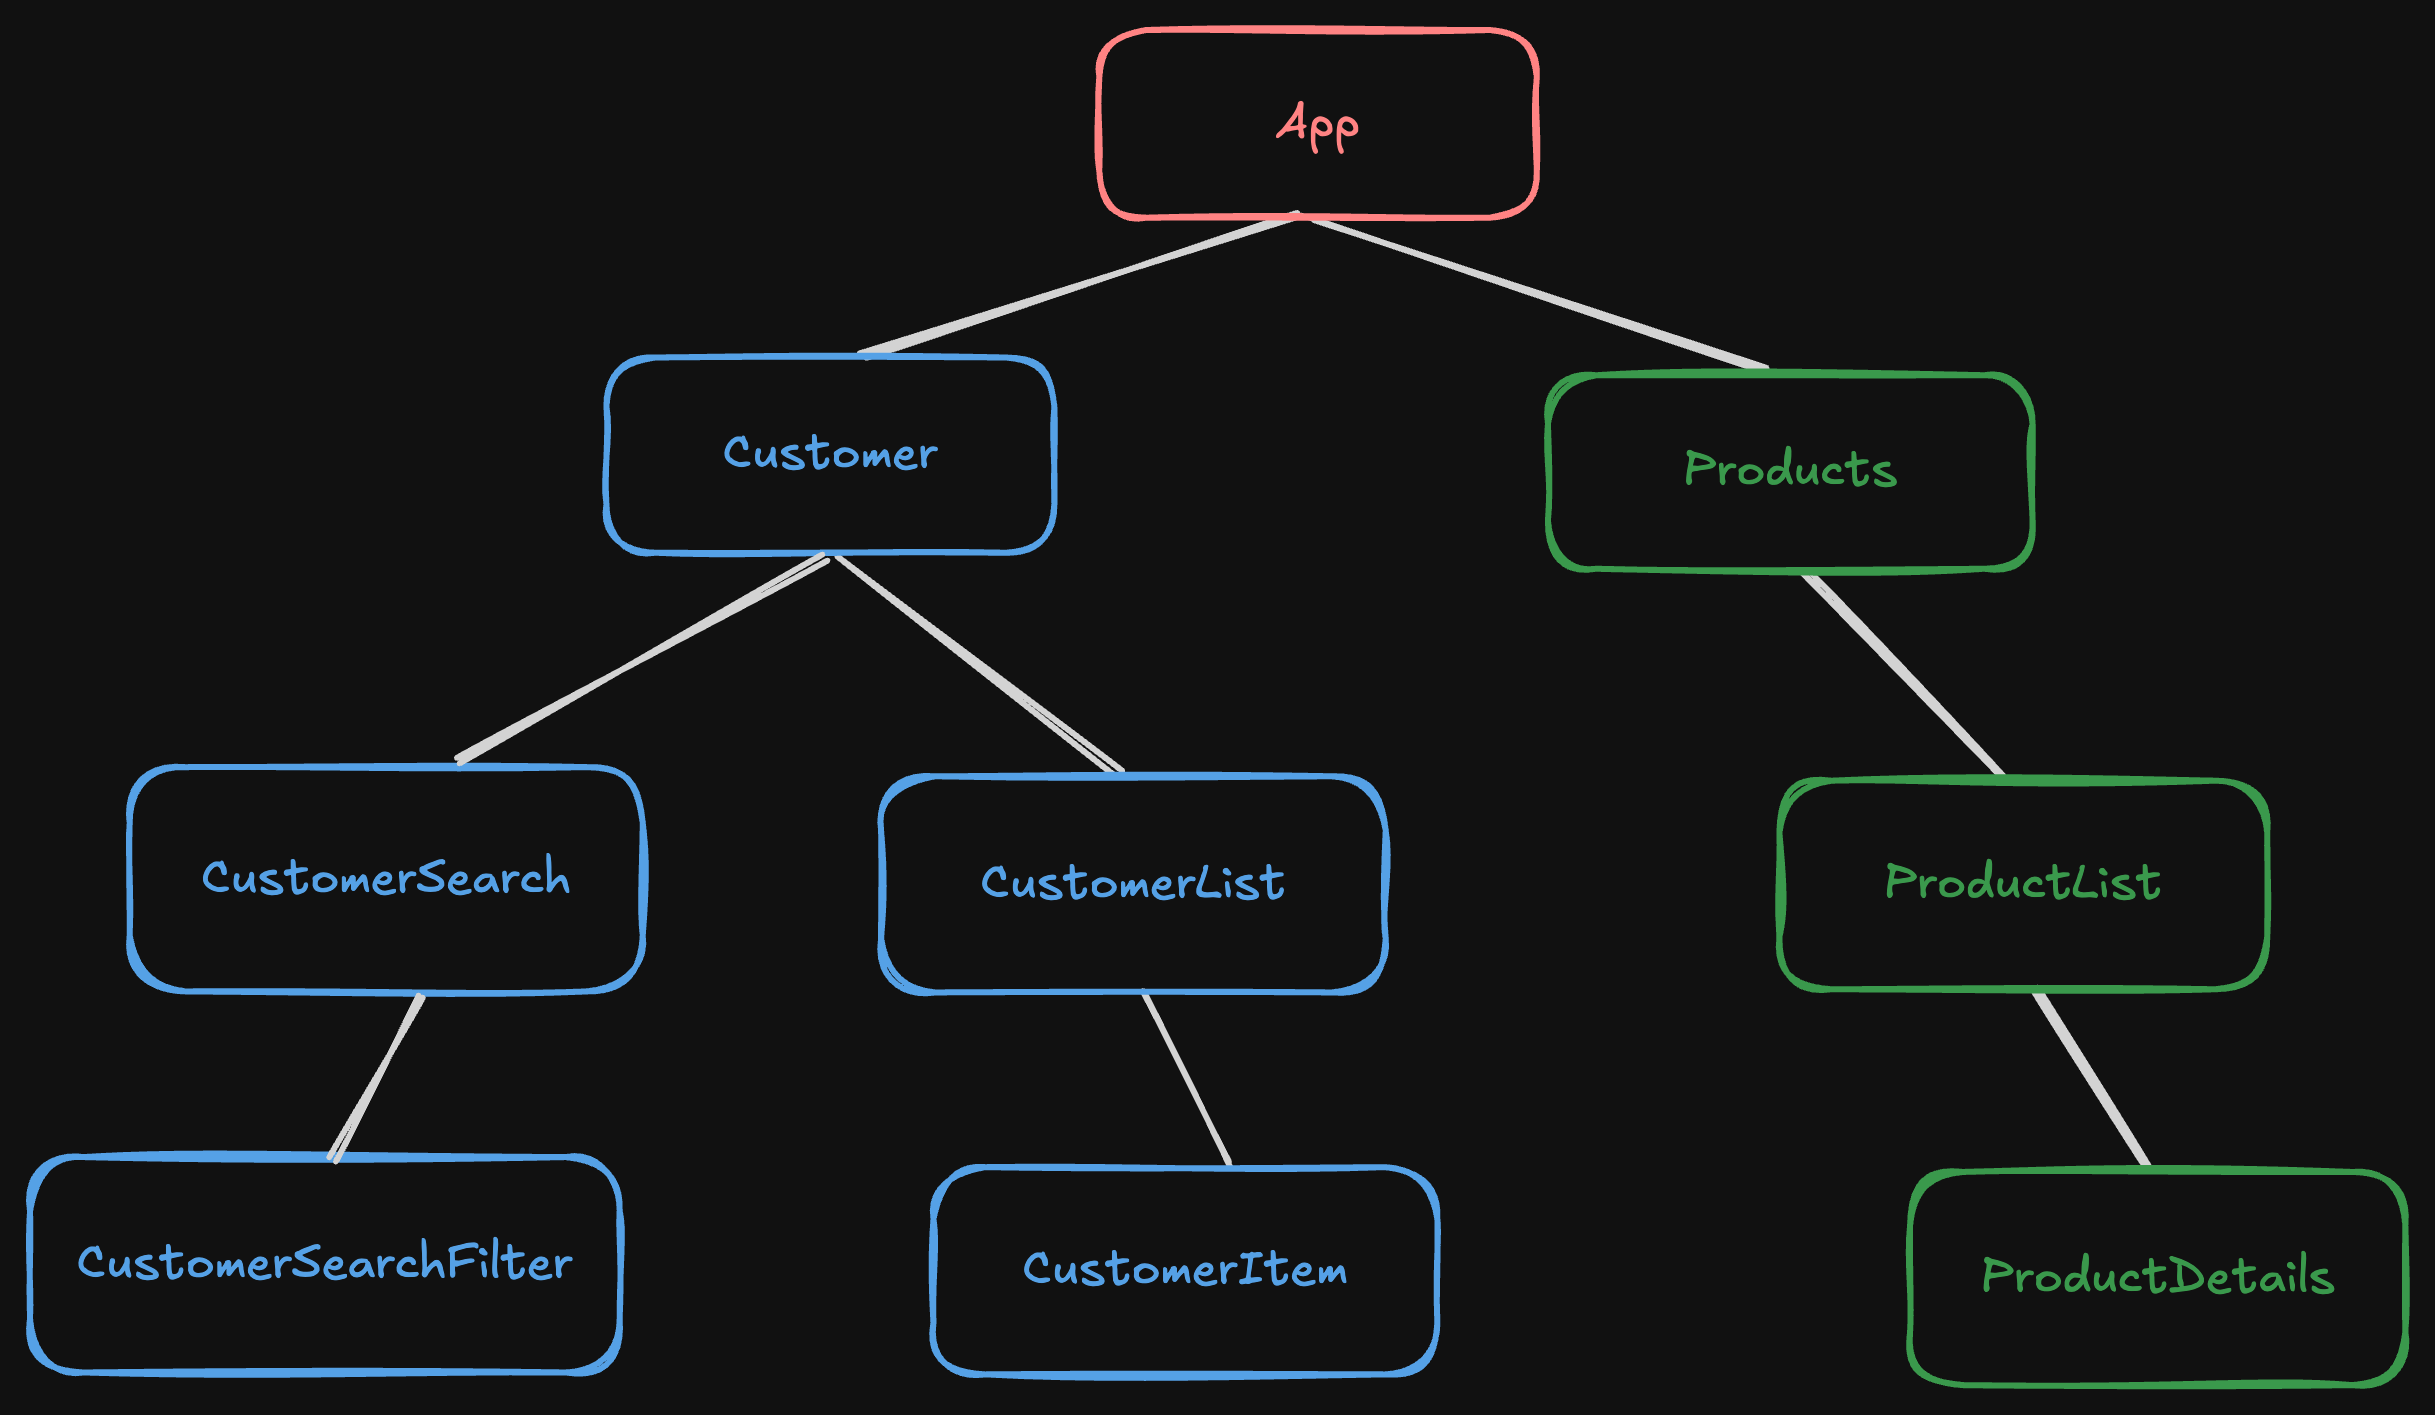 App
Customer
Products
CustomerSearch
CustomerList
ProductList
CustomerSearchFilter
CustomerItem
ProductDetails